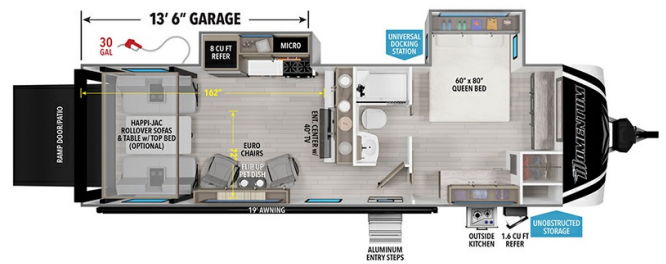 13' 6" GARAGE
30
GAL
8 CU FT
REFER
MICRO
UNIVERSAL
DOCKING
STATION
162"
60" x 80"
QUEEN BED
RAMP DOOR/PATIO
HAPPI-JAC
ROLLOVER SOFAS
& TABLE w/ TOP BED
(OPTIONAL)
ENT. CENTER w/
40" TV
EURO
CHAIRS
FLIP UP
PET DISH
MOMENTUM
19' AWNING
ALUMINUM
ENTRY STEPS
OUTSIDE
KITCHEN
1.6 CU FT
REFER
UNOBSTRUCTED
STORAGE